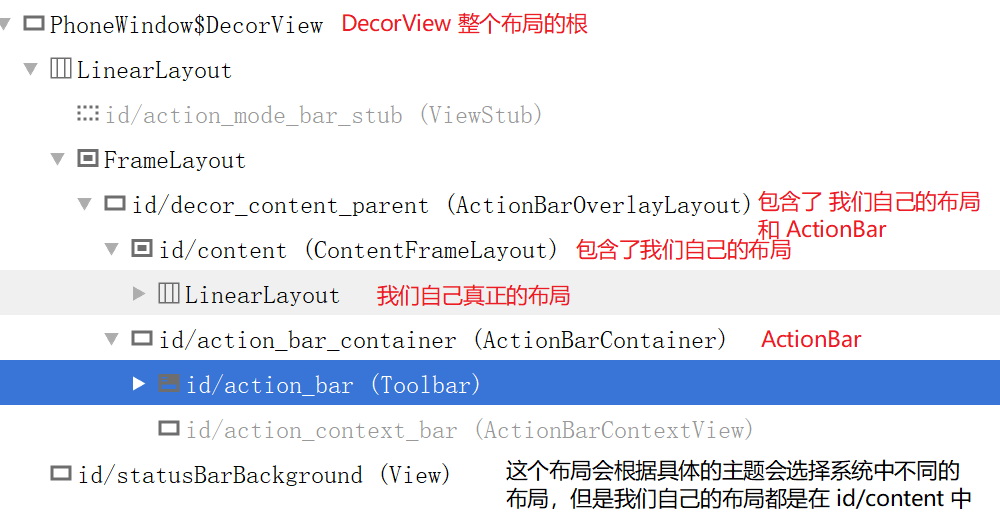 PhoneWindow$DecorView DecorView 整个布局的根
LinearLayout
id/action_mode_bar_stub (ViewStub)
FrameLayout
id/decor_content_parent (ActionBarOverlayLayout) 包含了 我们自己的布局
和 ActionBar
id/content (ContentFrameLayout) 包含了我们自己的布局
LinearLayout 我们自己真正的布局
id/action_bar_container (ActionBarContainer) ActionBar
id/action_bar (Toolbar)
id/action_context_bar (ActionBarContextView)
id/statusBarBackground (View) 这个布局会根据具体的主题会选择系统中不同的
布局，但是我们自己的布局都是在 id/content 中